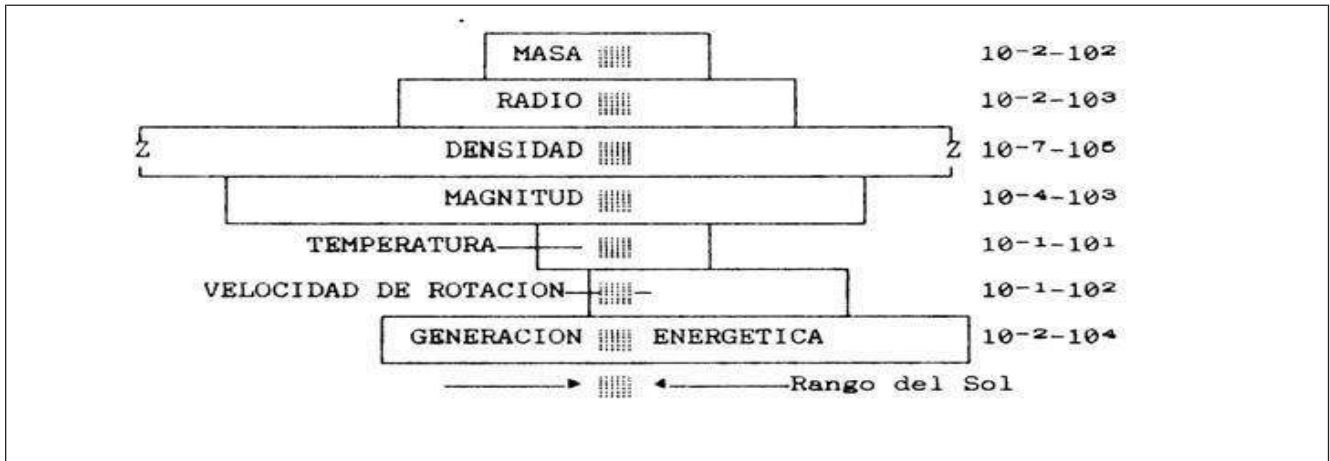 MASA 10⁻²-10²
RADIO 10⁻²-10³
Z DENSIDAD Z 10⁻⁷-10⁵
MAGNITUD 10⁻⁴-10³
TEMPERATURA 10⁻¹-10¹
VELOCIDAD DE ROTACION 10⁻¹-10²
GENERACION ENERGETICA 10⁻²-10⁴
Rango del Sol